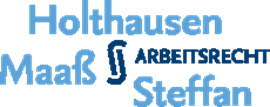 Holthausen
Maaß § ARBEITSRECHT
Steffan